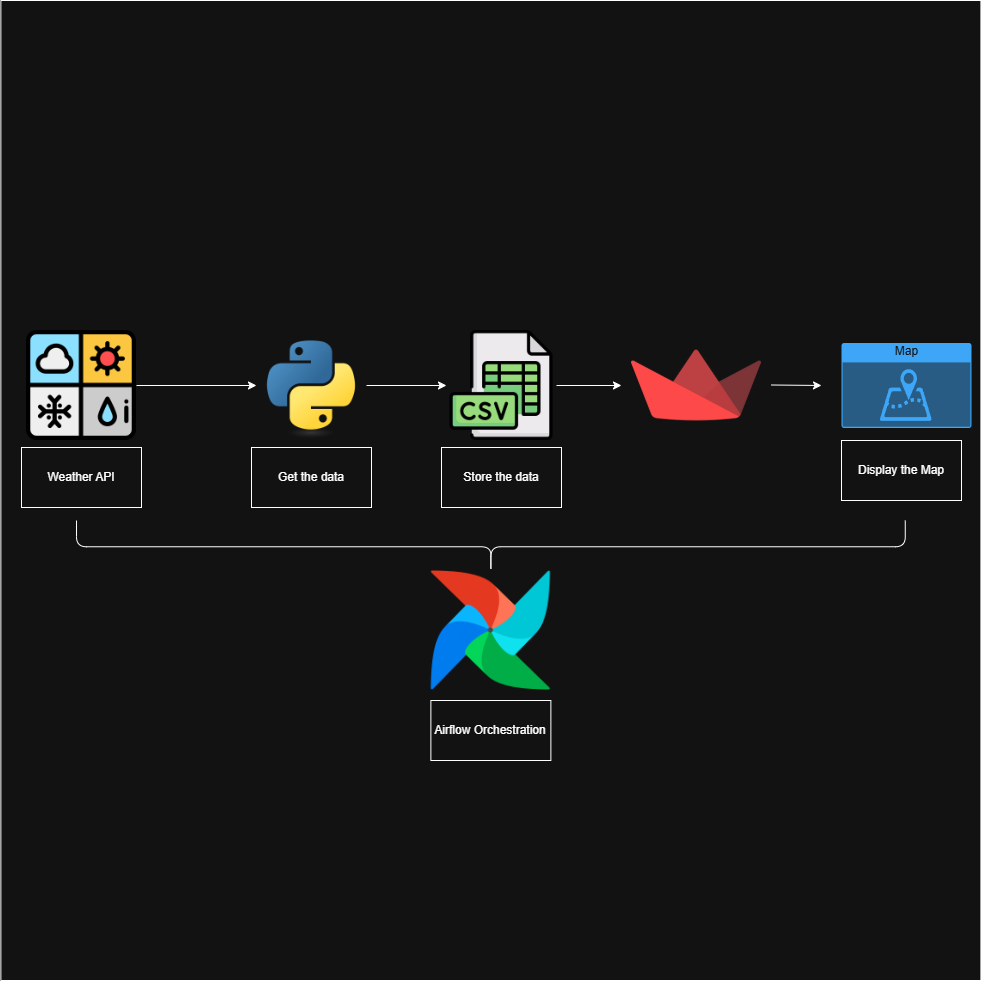 Map
CSV
Weather API
Get the data
Store the data
Display the Map
Airflow Orchestration